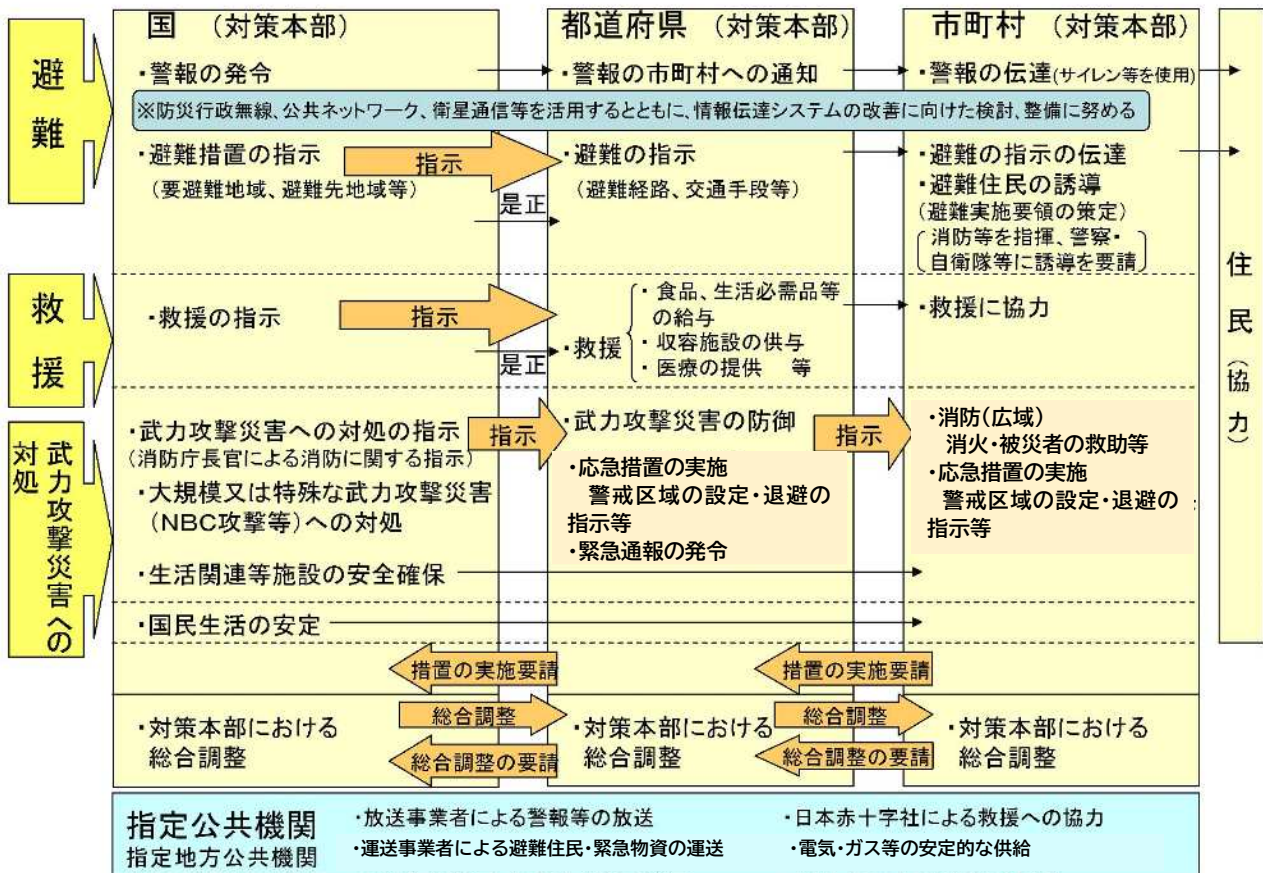 避難
国 (対策本部)
都道府県 (対策本部)
市町村 (対策本部)
・警報の発令
・警報の市町村への通知
・警報の伝達(サイレン等を使用)
※防災行政無線、公共ネットワーク、衛星通信等を活用するとともに、情報伝達システムの改善に向けた検討、整備に努める
・避難措置の指示
(要避難地域、避難先地域等)
指示
是正
・避難の指示
(避難経路、交通手段等)
・避難の指示の伝達
・避難住民の誘導
(避難実施要領の策定)
消防等を指揮、警察・
自衛隊等に誘導を要請
救援
・救援の指示
指示
是正
・救援
・食品、生活必需品等
の給与
・収容施設の供与
・医療の提供 等
・救援に協力
武力攻撃災害への
対処
・武力攻撃災害への対処の指示
(消防庁長官による消防に関する指示)
・大規模又は特殊な武力攻撃災害
(NBC攻撃等)への対処
指示
・武力攻撃災害の防御
・応急措置の実施
警戒区域の設定・退避の
指示等
・緊急通報の発令
指示
・消防(広域)
消火・被災者の救助等
・応急措置の実施
警戒区域の設定・退避の
指示等
・生活関連等施設の安全確保
・国民生活の安定
措置の実施要請
措置の実施要請
・対策本部における
総合調整
総合調整
総合調整の要請
・対策本部における
総合調整
総合調整
総合調整の要請
・対策本部における
総合調整
住民(協力)
指定公共機関
指定地方公共機関
・放送事業者による警報等の放送
・日本赤十字社による救援への協力
・運送事業者による避難住民・緊急物資の運送
・電気・ガス等の安定的な供給